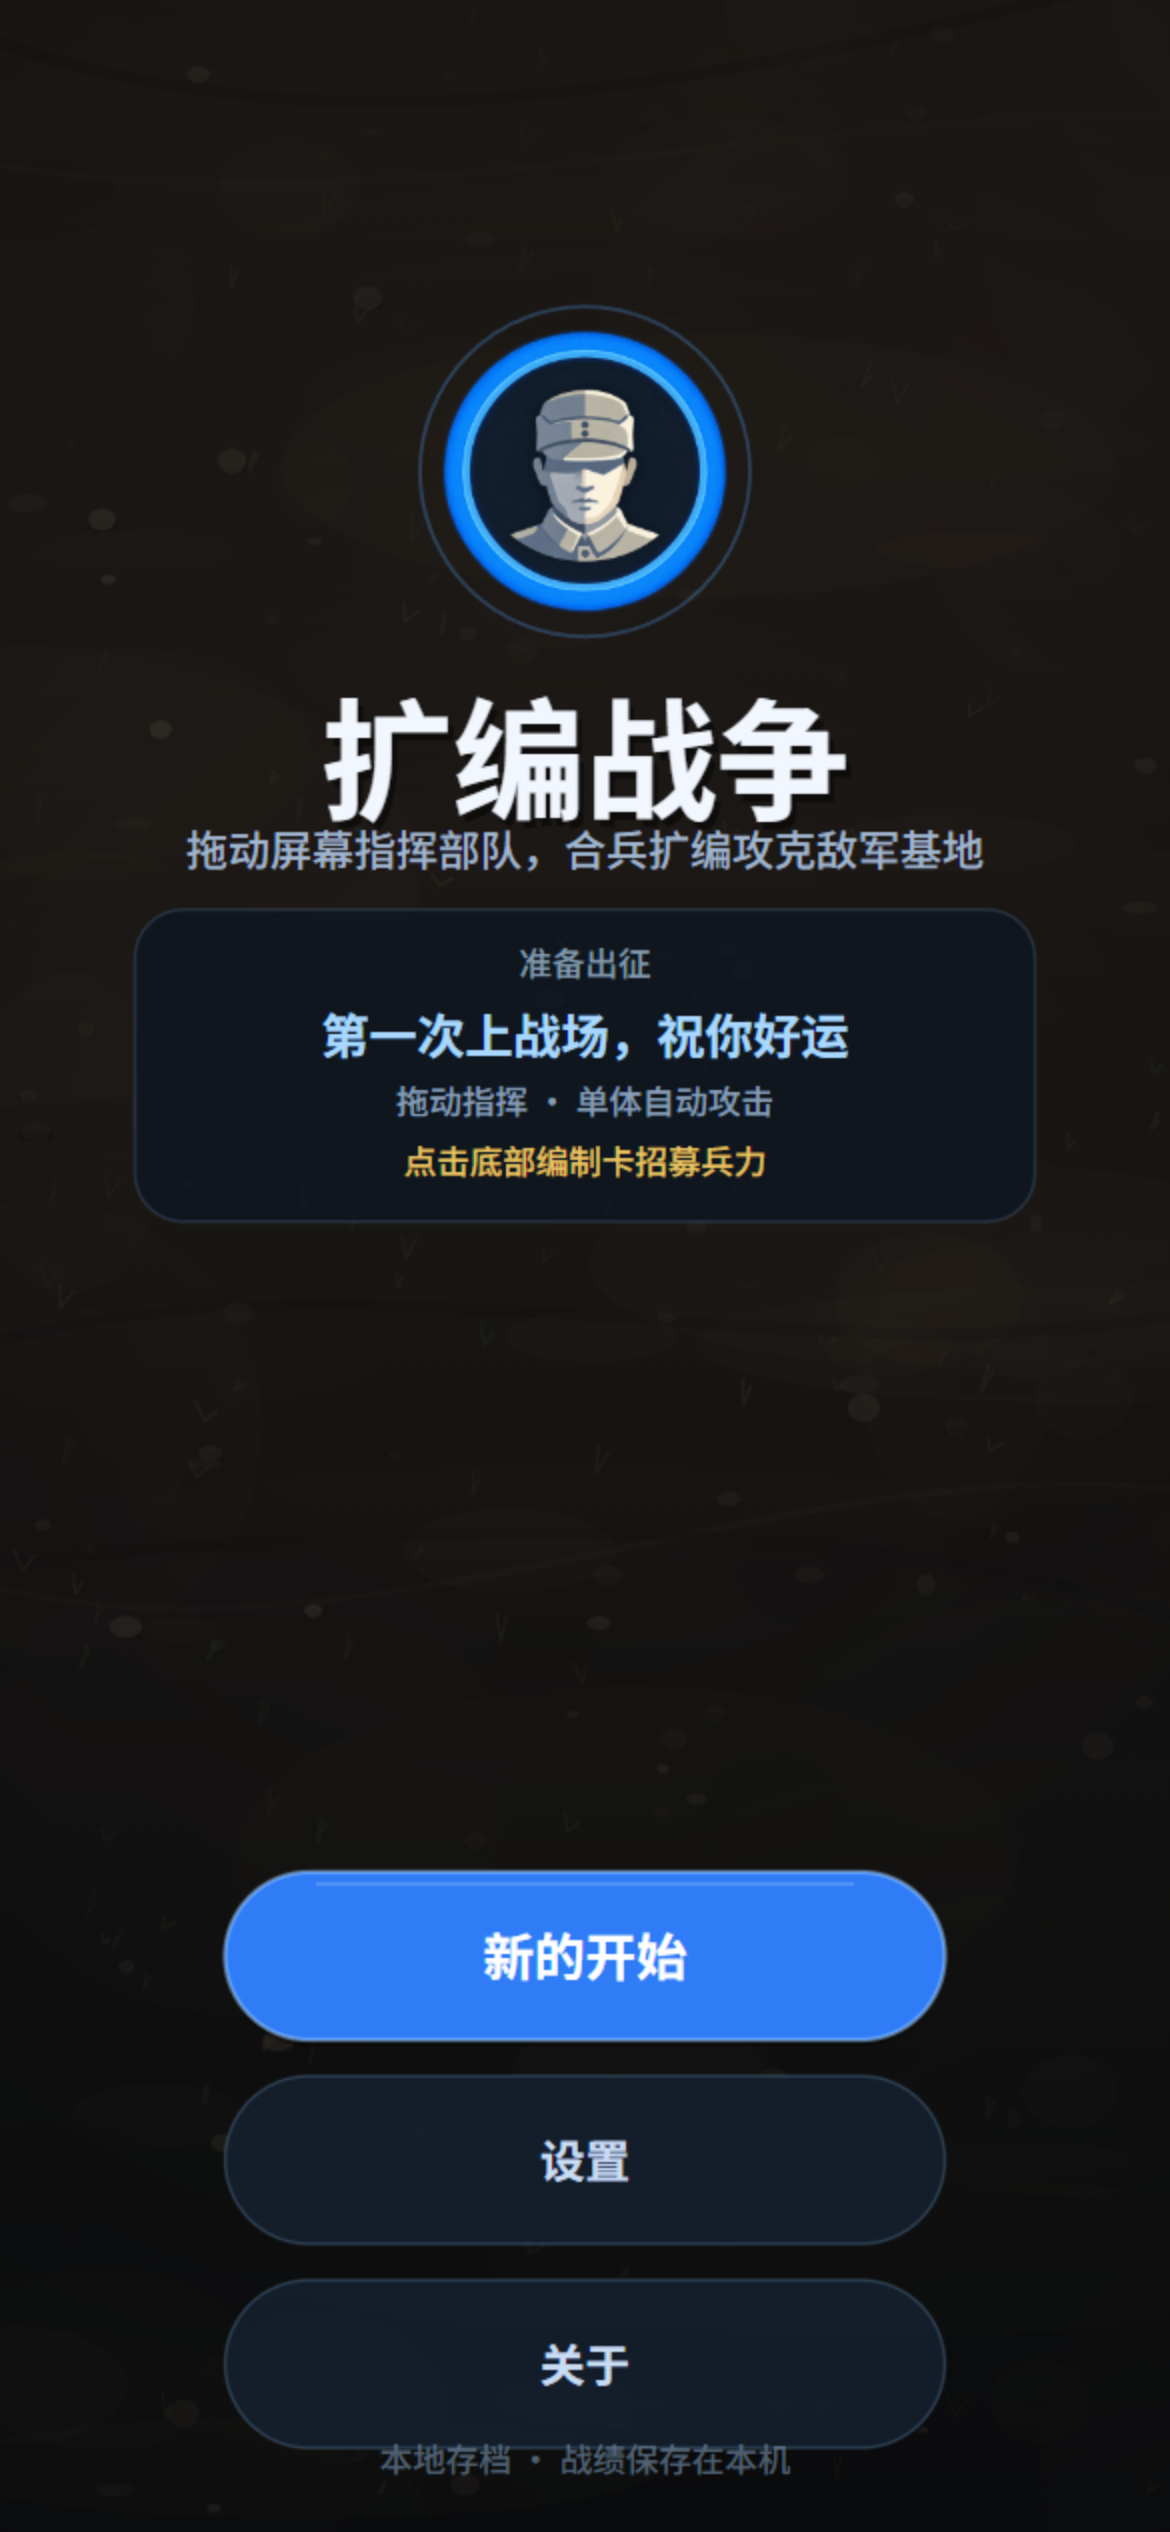 扩编战争
拖动屏幕指挥部队，合兵扩编攻克敌军基地
准备出征
第一次上战场，祝你好运
拖动指挥 · 单体自动攻击
点击底部编制卡招募兵力
新的开始
设置
关于
本地存档 · 战绩保存在本机